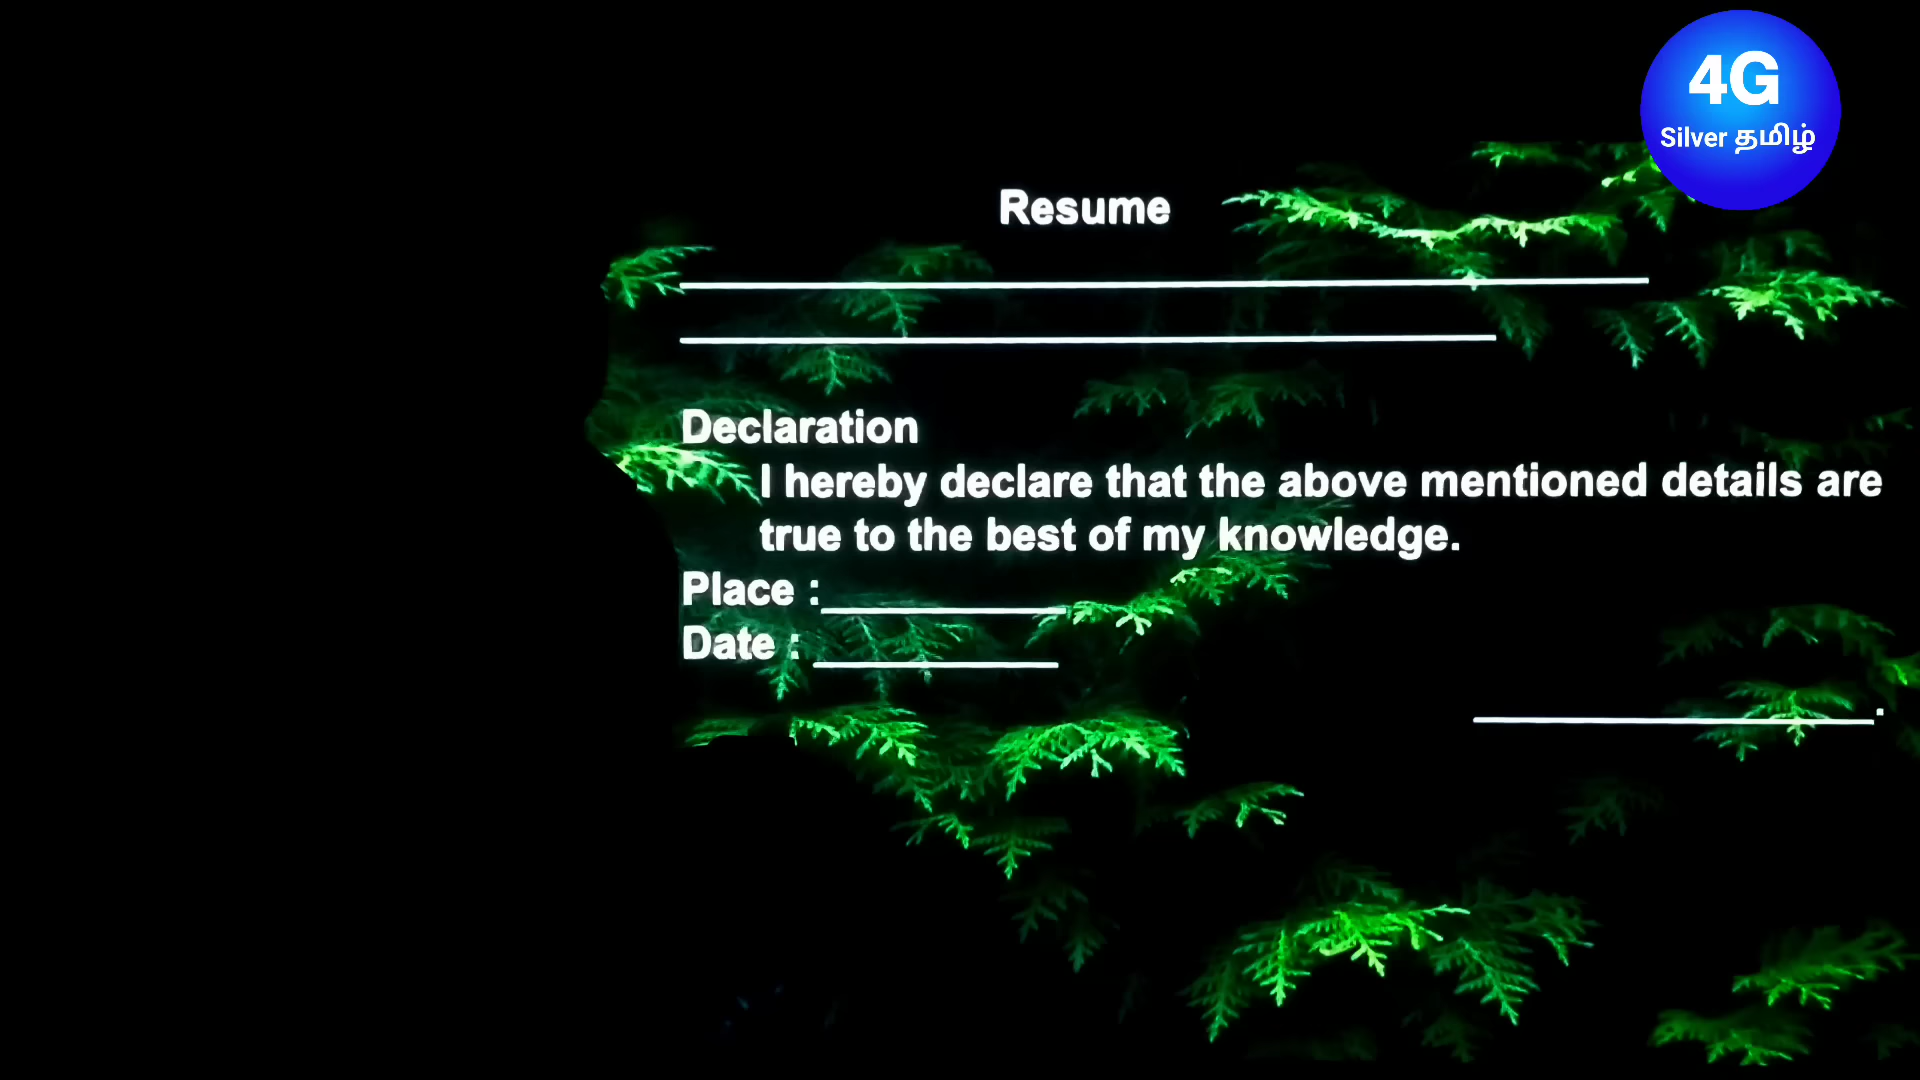 4G
Silver தமிழ்
Resume
Declaration
I hereby declare that the above mentioned details are
true to the best of my knowledge.
Place :
Date :